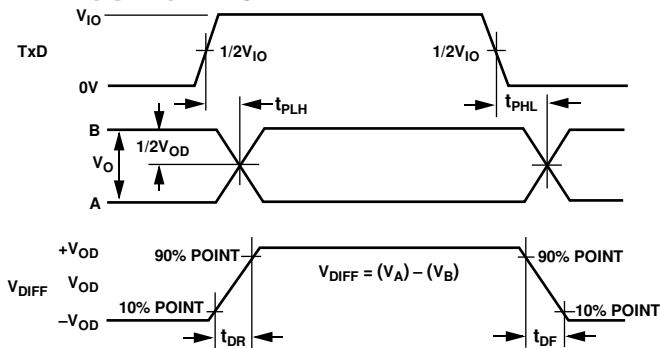 V_IO
TxD
1/2V_IO
1/2V_IO
0V
t_PLH
t_PHL
B
1/2V_OD
V_O
A
+V_OD
90% POINT
V_DIFF = (V_A) – (V_B)
90% POINT
V_DIFF
V_OD
10% POINT
10% POINT
–V_OD
t_DR
t_DF